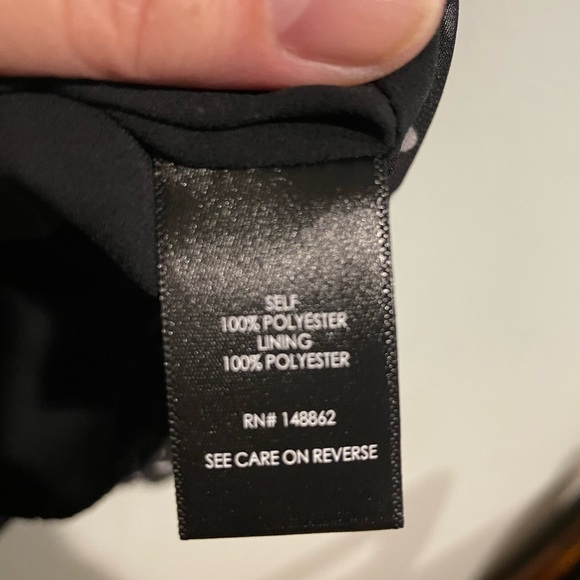 SELF
100% POLYESTER
LINING
100% POLYESTER
RN# 148862
SEE CARE ON REVERSE